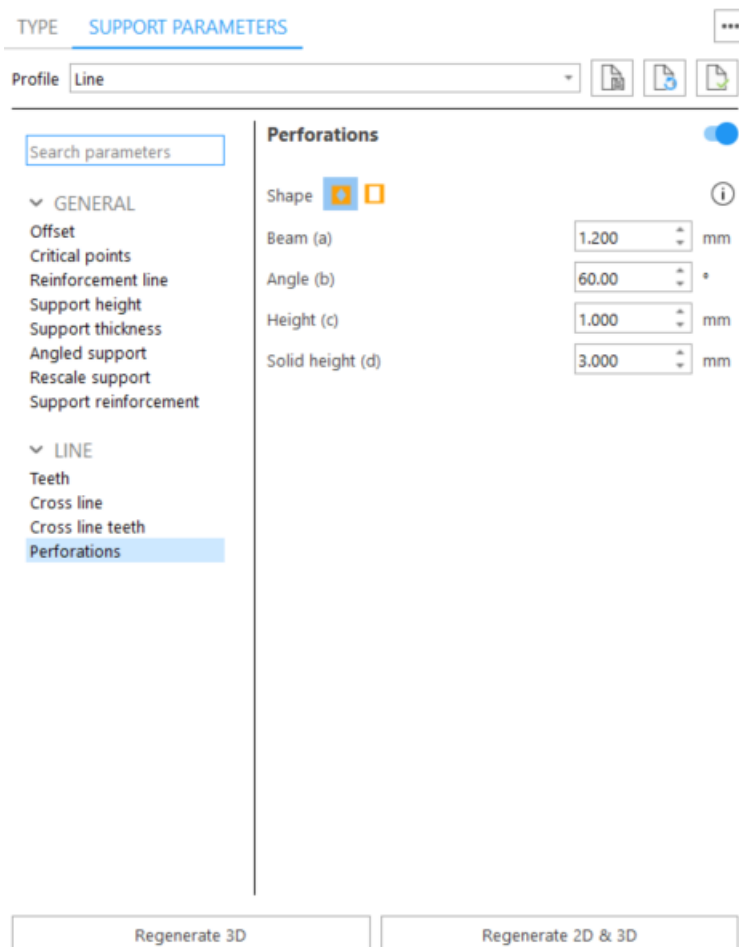 TYPE SUPPORT PARAMETERS
Profile Line
Search parameters
GENERAL
Offset
Critical points
Reinforcement line
Support height
Support thickness
Angled support
Rescale support
Support reinforcement
LINE
Teeth
Cross line
Cross line teeth
Perforations
Perforations
Shape
Beam (a) 1.200 mm
Angle (b) 60.00 °
Height (c) 1.000 mm
Solid height (d) 3.000 mm
Regenerate 3D
Regenerate 2D & 3D